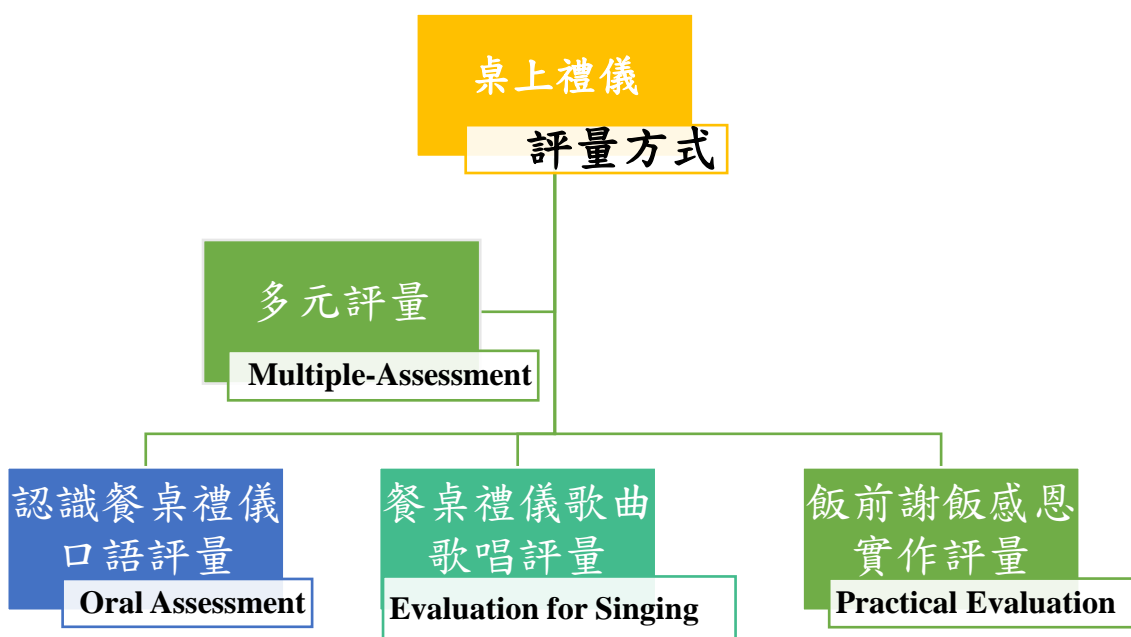 桌上禮儀
評量方式
多元評量
Multiple-Assessment
認識餐桌禮儀
口語評量
Oral Assessment
餐桌禮儀歌曲
歌唱評量
Evaluation for Singing
飯前謝飯感恩
實作評量
Practical Evaluation